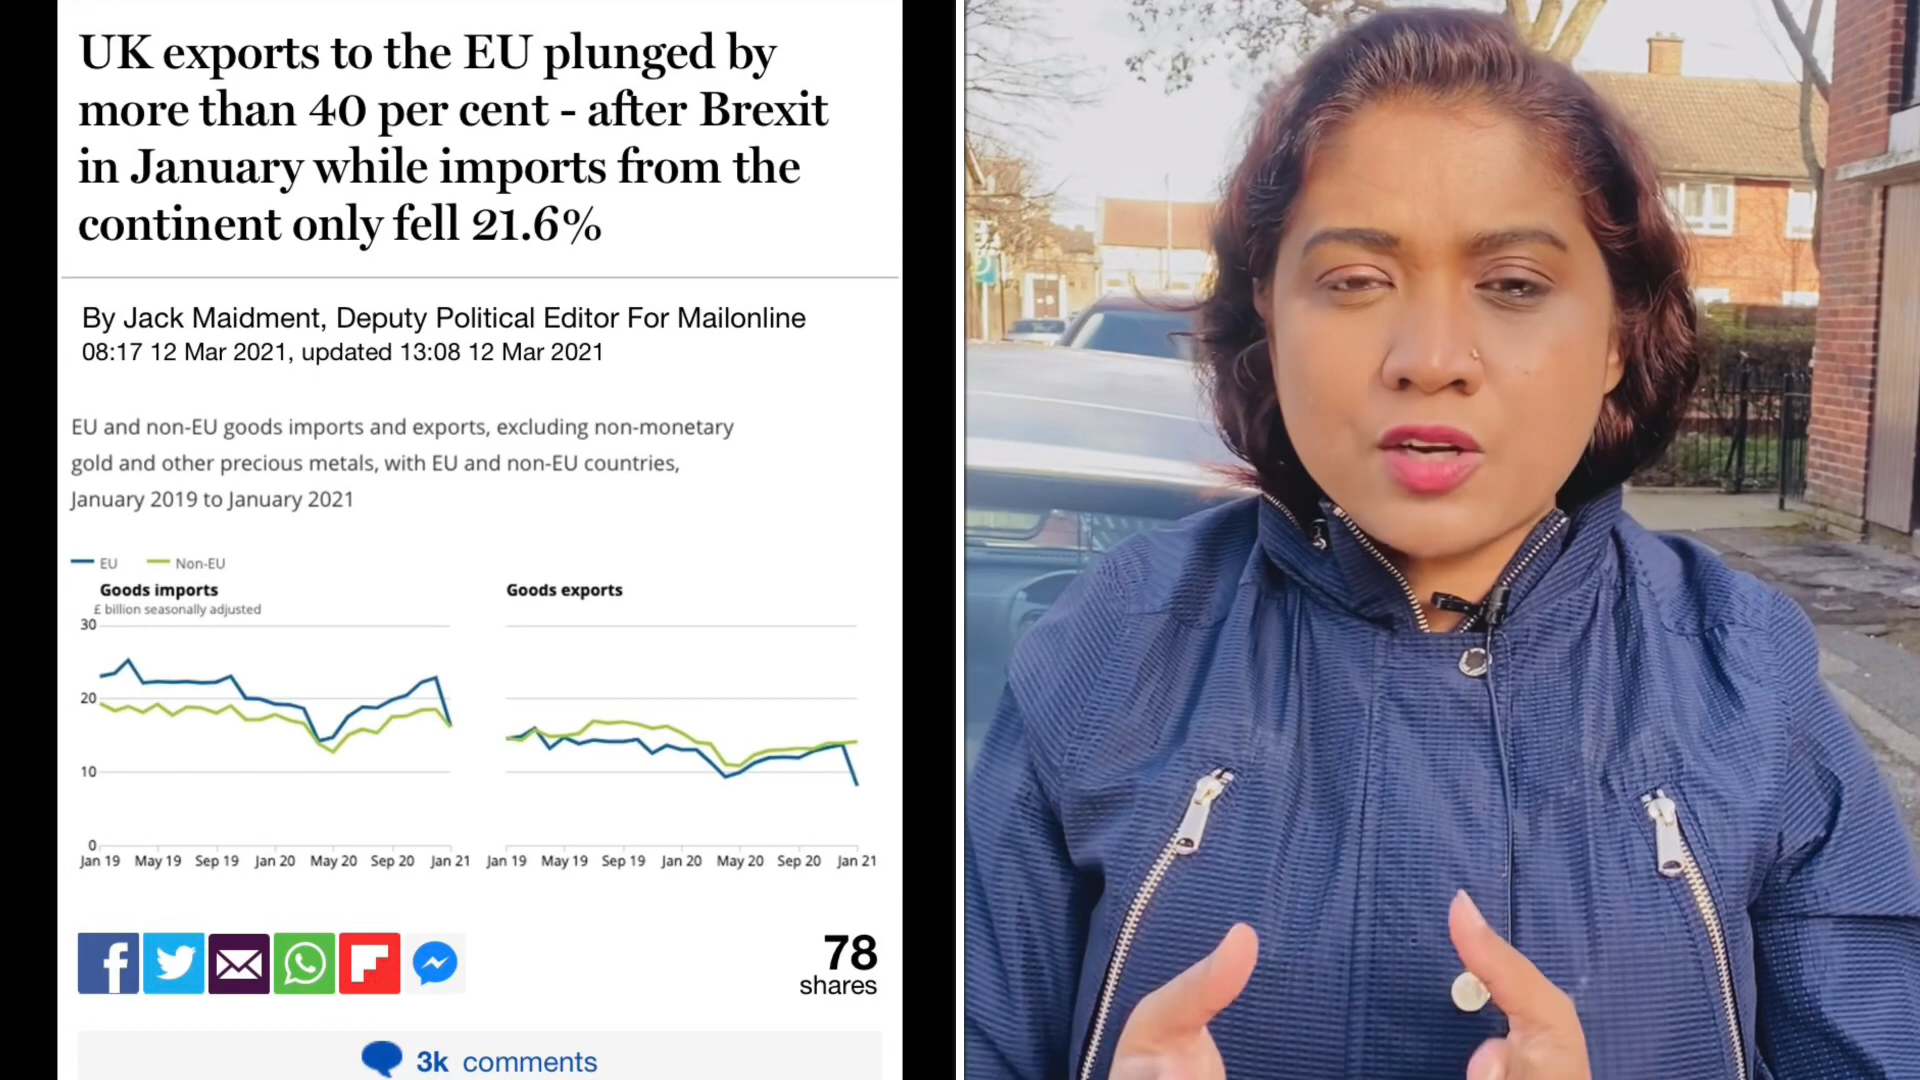 UK exports to the EU plunged by
more than 40 per cent - after Brexit
in January while imports from the
continent only fell 21.6%
By Jack Maidment, Deputy Political Editor For Mailonline
08:17 12 Mar 2021, updated 13:08 12 Mar 2021
EU and non-EU goods imports and exports, excluding non-monetary
gold and other precious metals, with EU and non-EU countries,
January 2019 to January 2021
EU Non-EU
Goods imports
£ billion seasonally adjusted
30
20
10
0
Jan 19 May 19 Sep 19 Jan 20 May 20 Sep 20 Jan 21
Goods exports
Jan 19 May 19 Sep 19 Jan 20 May 20 Sep 20 Jan 21
78
shares
3k comments